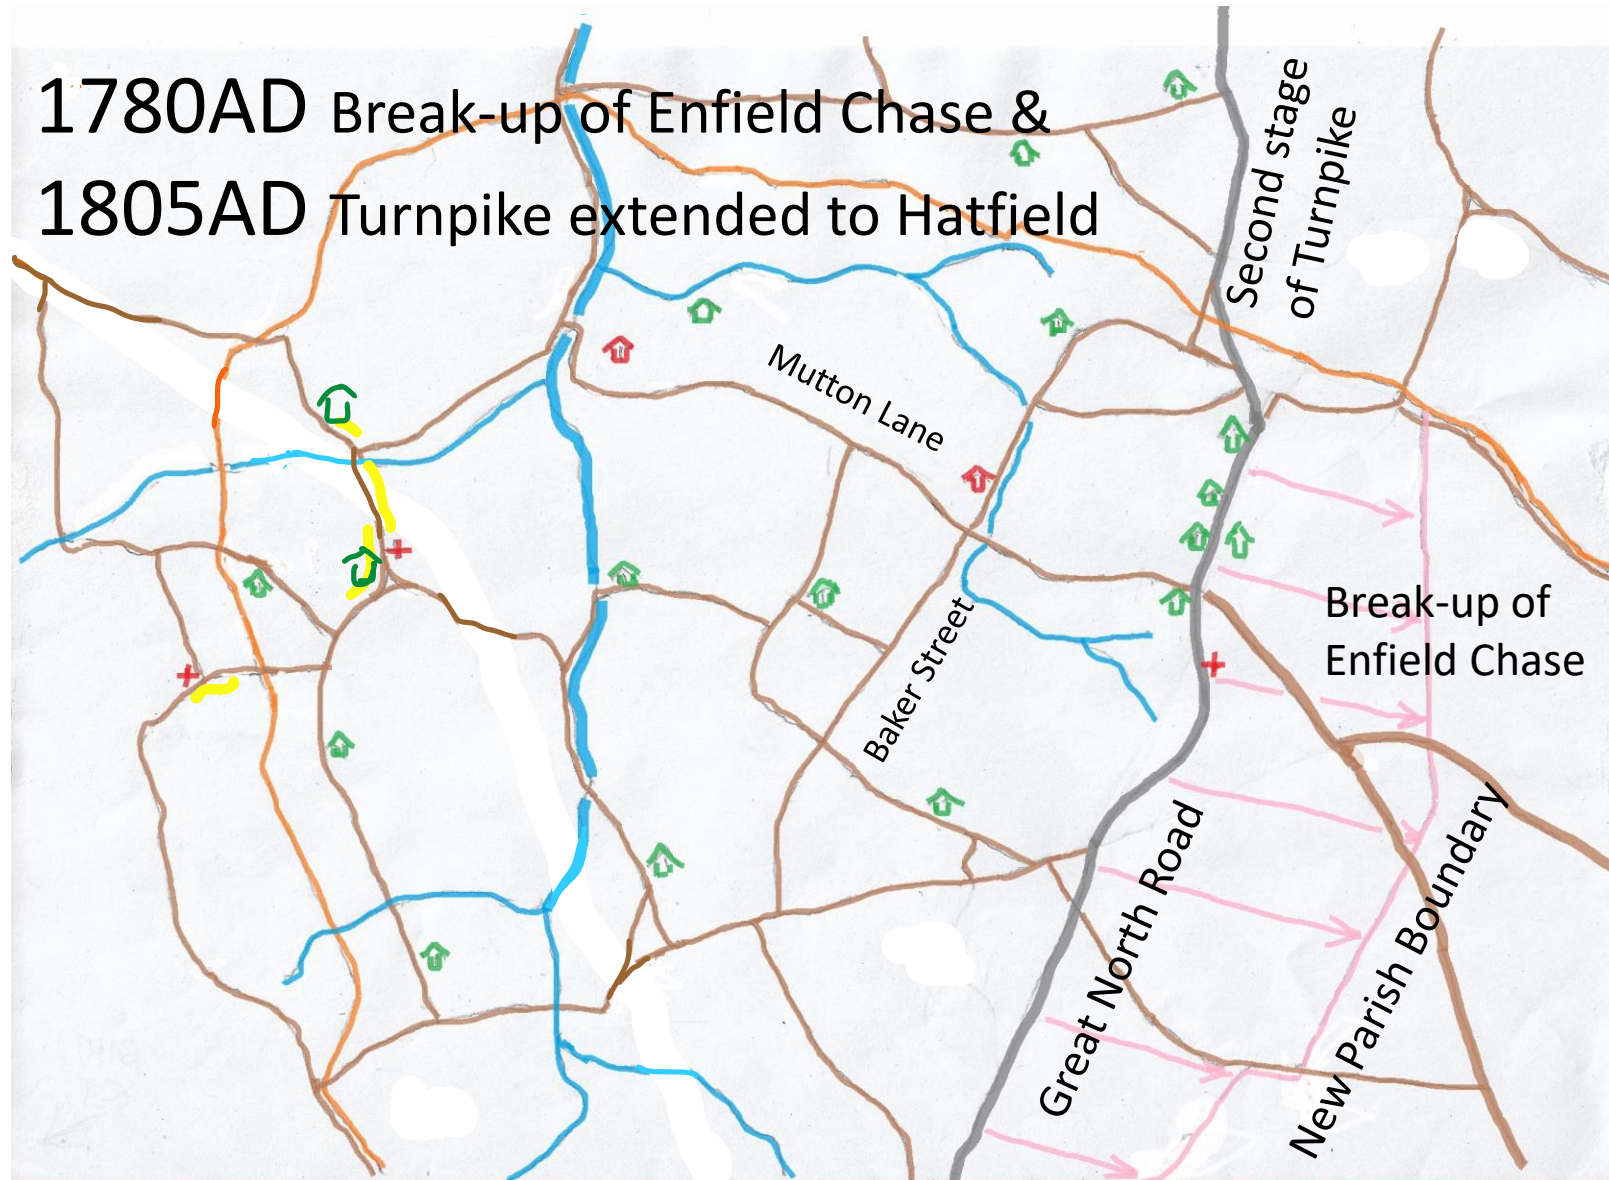 1780AD Break-up of Enfield Chase &
1805AD Turnpike extended to Hatfield
Second stage
of Turnpike
Mutton Lane
Break-up of
Enfield Chase
Baker Street
Great North Road
New Parish Boundary